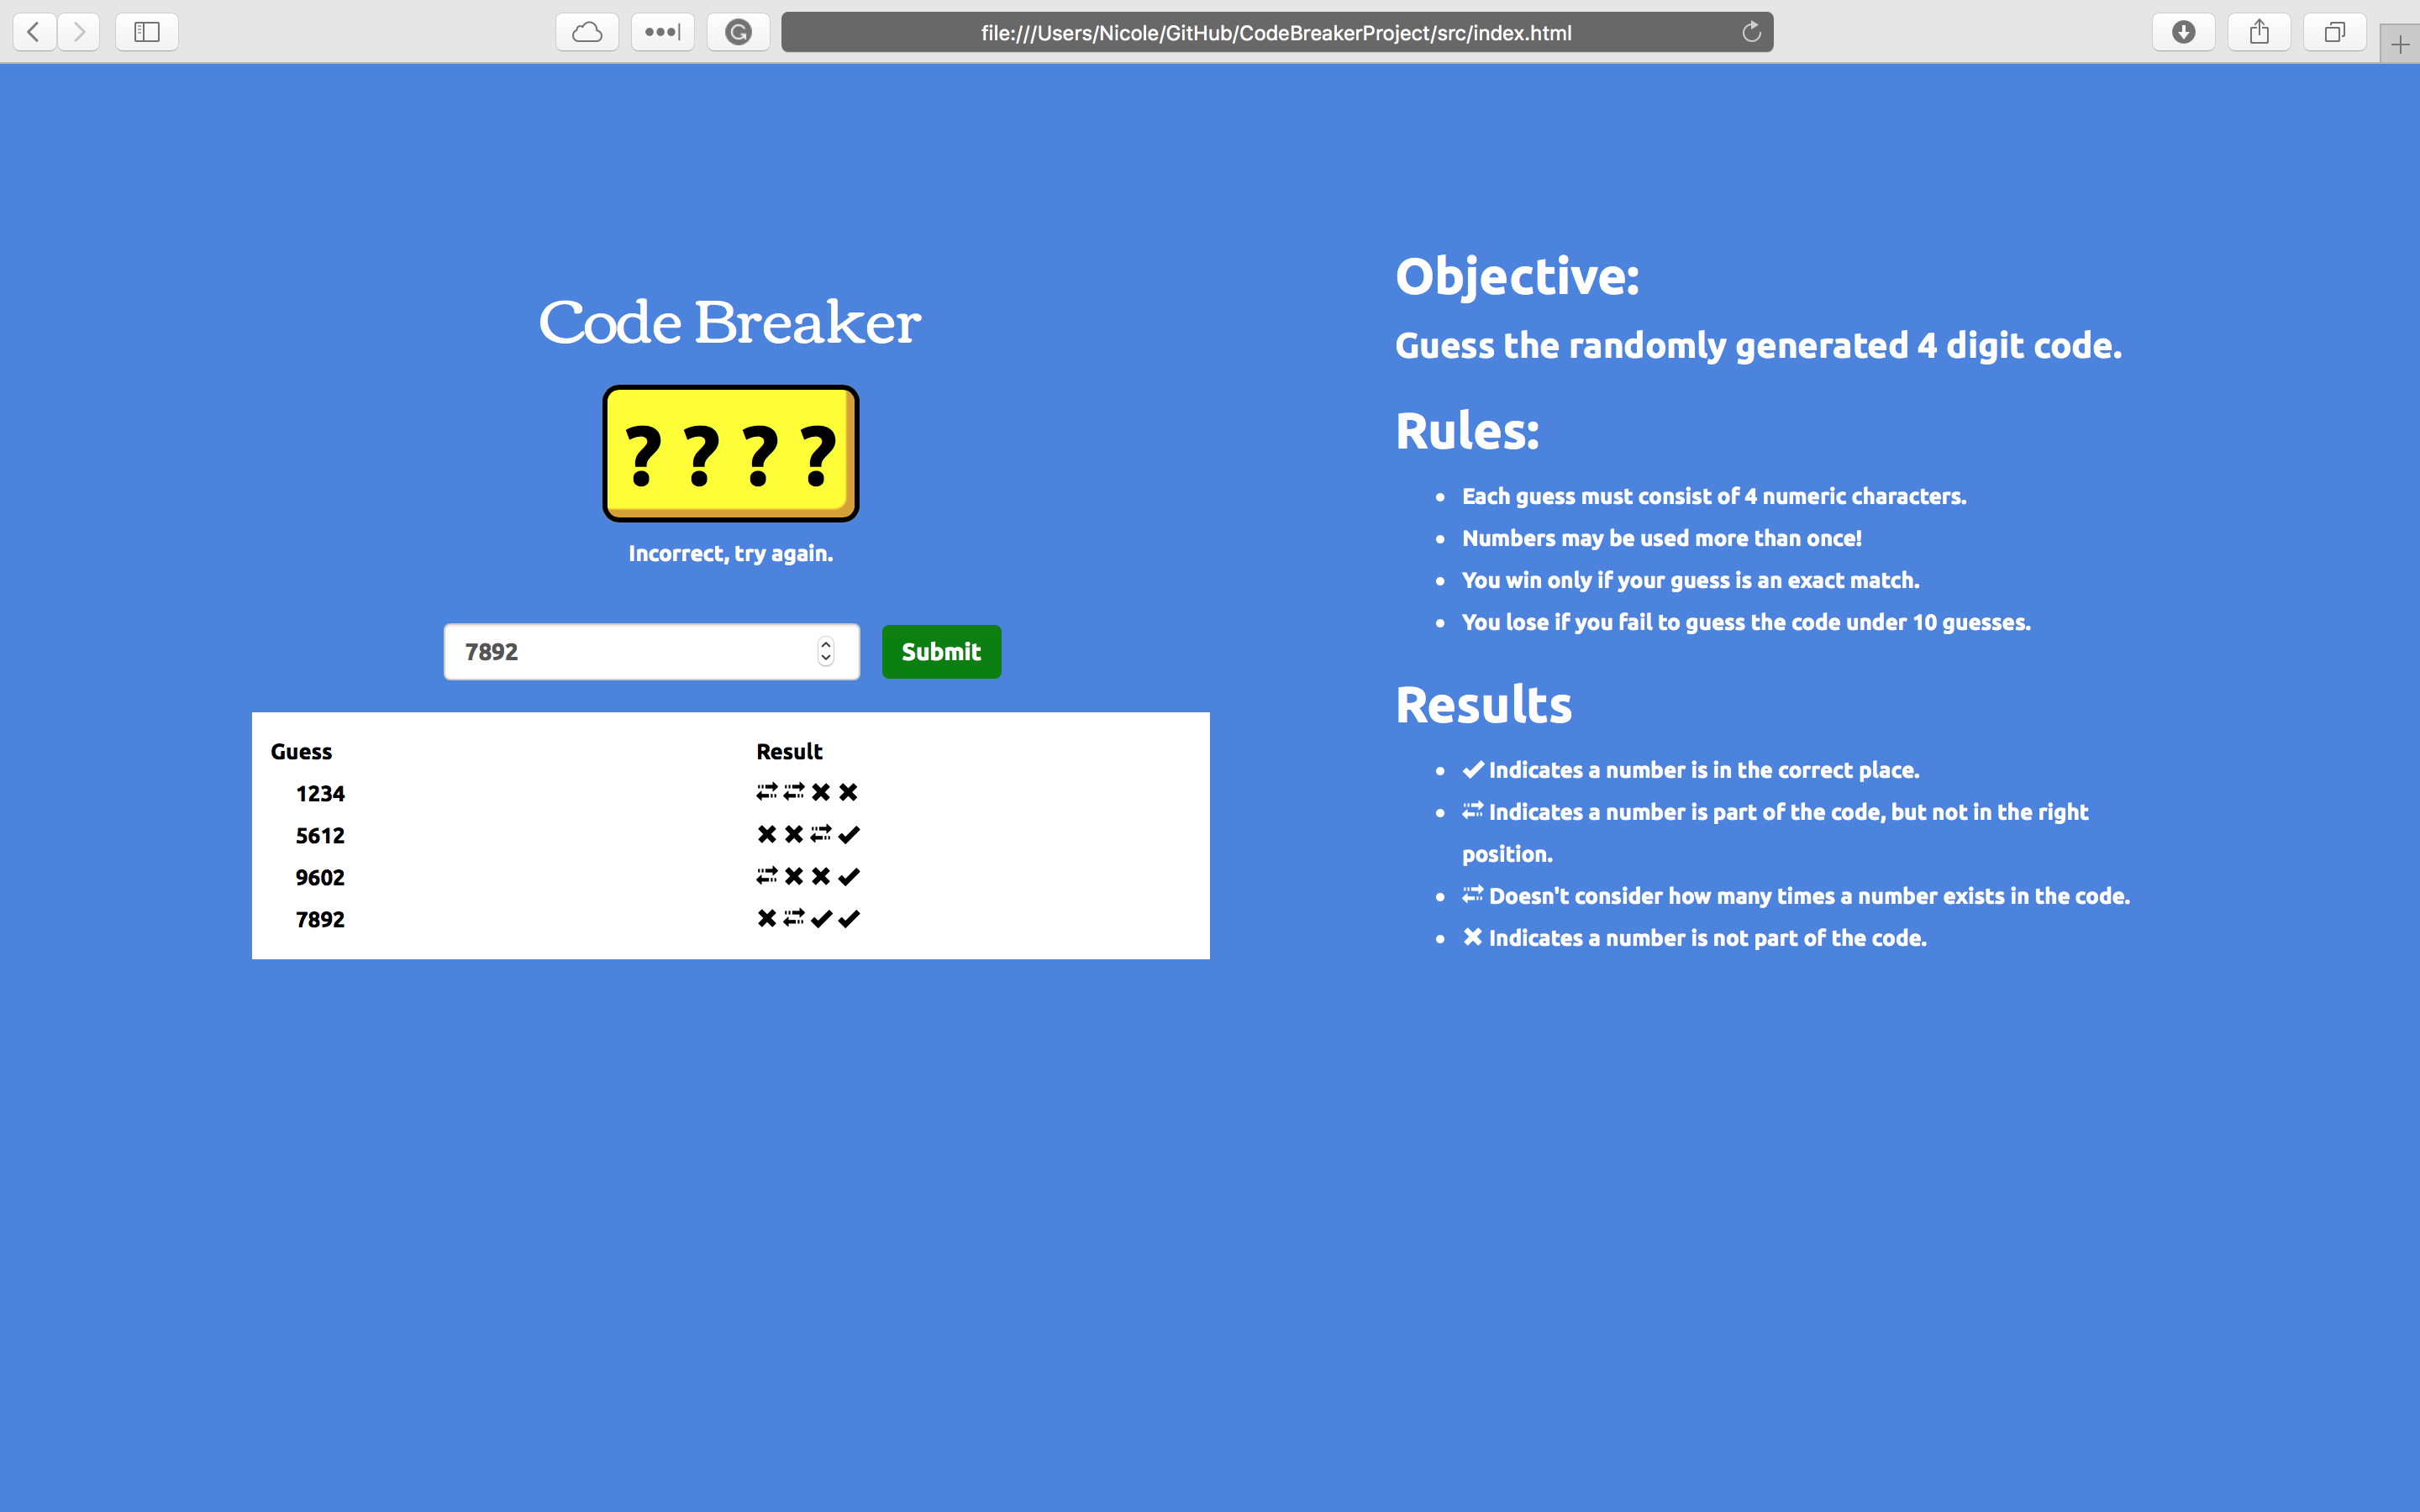 file:///Users/Nicole/GitHub/CodeBreakerProject/src/index.html
Code Breaker
? ? ? ?
Incorrect, try again.
7892
Submit
Guess Result
1234 ⇄ ⇄ ✖ ✖
5612 ✖ ✖ ⇄ ✔
9602 ⇄ ✖ ✖ ✔
7892 ✖ ⇄ ✔ ✔
Objective:
Guess the randomly generated 4 digit code.
Rules:
• Each guess must consist of 4 numeric characters.
• Numbers may be used more than once!
• You win only if your guess is an exact match.
• You lose if you fail to guess the code under 10 guesses.
Results
• ✔ Indicates a number is in the correct place.
• ⇄ Indicates a number is part of the code, but not in the right
position.
• ⇄ Doesn't consider how many times a number exists in the code.
• ✖ Indicates a number is not part of the code.